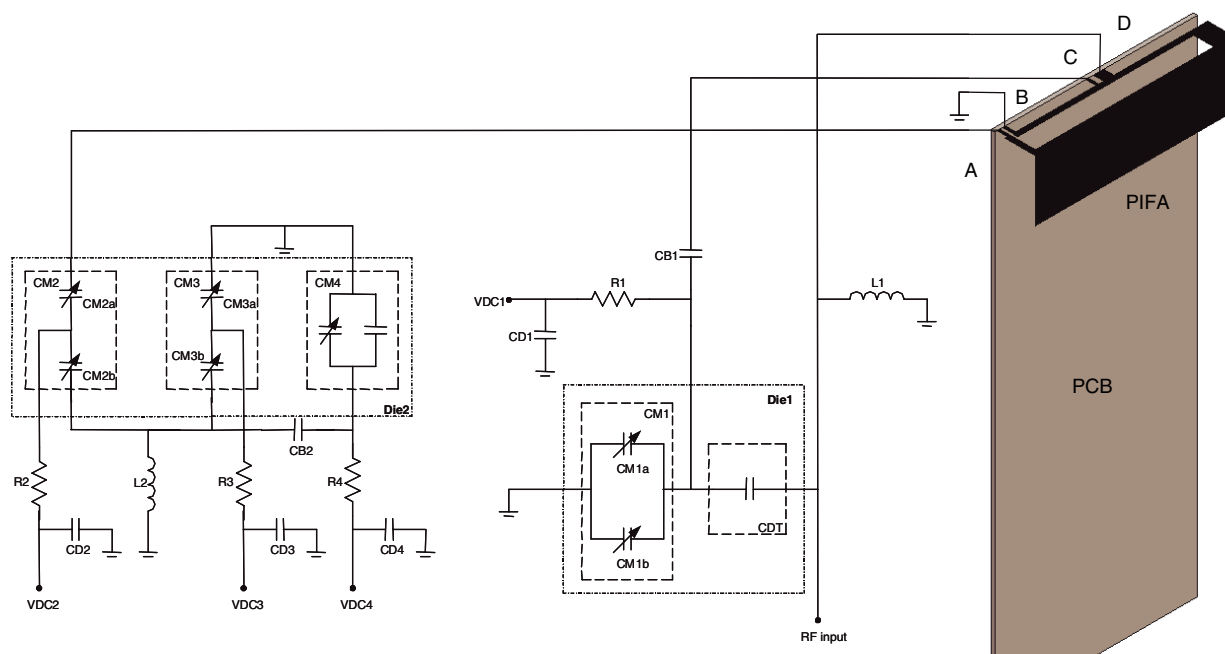 D
C
B
A
PIFA
PCB
CM2
CM2a
CM2b
CM3
CM3a
CM3b
CM4
Die2
CB2
R2
L2
R3
R4
CD2
CD3
CD4
VDC2
VDC3
VDC4
CB1
R1
VDC1
CD1
L1
Die1
CM1
CM1a
CM1b
CDT
RF input